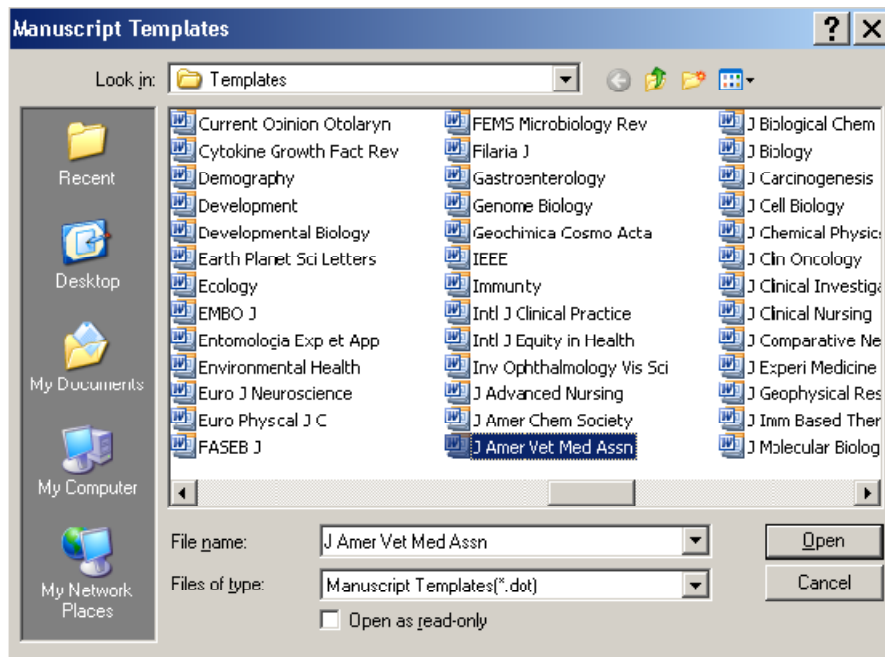 Manuscript Templates
Look in: Templates
Recent
Desktop
My Documents
My Computer
My Network
Places
Current Opinion Otolaryn
Cytokine Growth Fact Rev
Demography
Development
Developmental Biology
Earth Planet Sci Letters
Ecology
EMBO J
Entomologia Exp et App
Environmental Health
Euro J Neuroscience
Euro Physcal J C
FASEB J
FEMS Microbiology Rev
Filaria J
Gastroenterology
Genome Biology
Geochimica Cosmo Acta
IEEE
Immunty
Intl J Clinical Practice
Intl J Equity in Health
Inv Ophthalmology Vis Sci
J Advanced Nursing
J Amer Chem Society
J Amer Vet Med Assn
J Biological Chem
J Biology
J Carcinogenesis
J Cell Biology
J Chemical Physic
J Clin Oncology
J Clinical Investiga
J Clinical Nursing
J Comparative Ne
J Experi Medicine
J Geophysical Res
J Imm Based Ther
J Molecular Biolog
File name: J Amer Vet Med Assn
Open
Files of type: Manuscript Templates(*.dot)
Cancel
Open as read-only